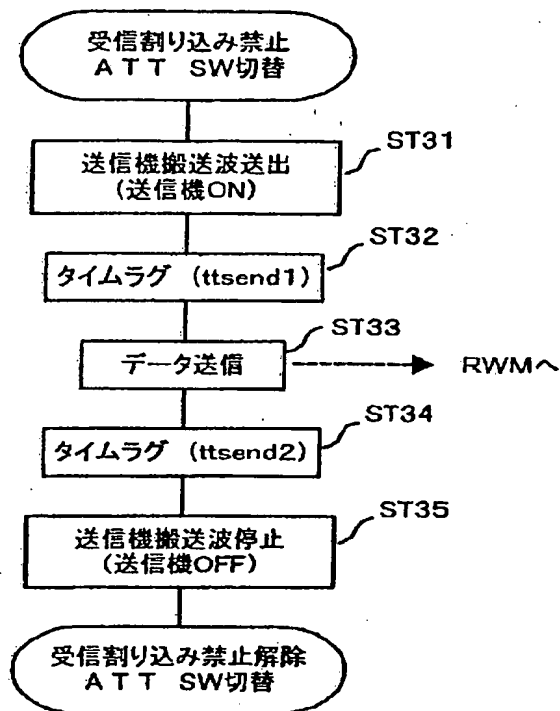 受信割り込み禁止
ATT SW切替
送信機搬送波送出
(送信機ON)
ST31
タイムラグ (ttsend1)
ST32
データ送信
ST33
RWMへ
タイムラグ (ttsend2)
ST34
送信機搬送波停止
(送信機OFF)
ST35
受信割り込み禁止解除
ATT SW切替